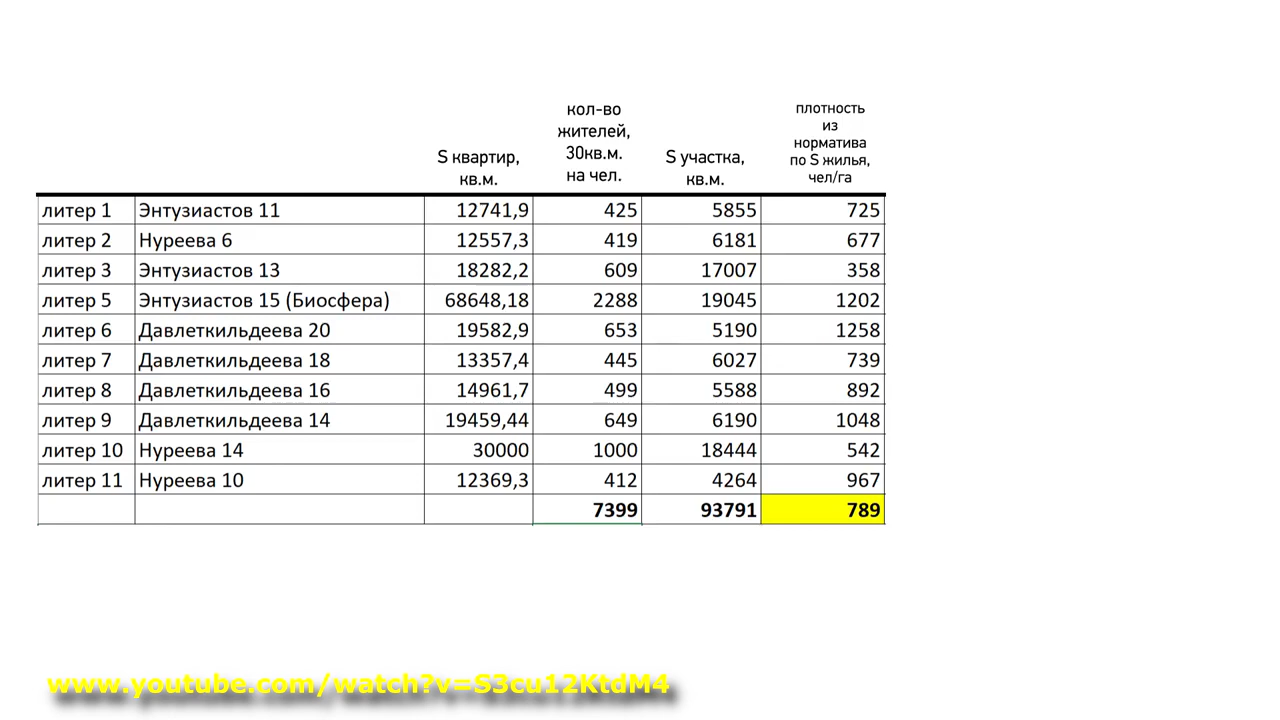 S квартир, кв.м.
кол-во жителей, 30кв.м. на чел.
S участка, кв.м.
плотность из норматива по S жилья, чел/га
литер 1 Энтузиастов 11 12741,9 425 5855 725
литер 2 Нуреева 6 12557,3 419 6181 677
литер 3 Энтузиастов 13 18282,2 609 17007 358
литер 5 Энтузиастов 15 (Биосфера) 68648,18 2288 19045 1202
литер 6 Давлеткильдеева 20 19582,9 653 5190 1258
литер 7 Давлеткильдеева 18 13357,4 445 6027 739
литер 8 Давлеткильдеева 16 14961,7 499 5588 892
литер 9 Давлеткильдеева 14 19459,44 649 6190 1048
литер 10 Нуреева 14 30000 1000 18444 542
литер 11 Нуреева 10 12369,3 412 4264 967
7399 93791 789
www.youtube.com/watch?v=S3cu12KtdM4